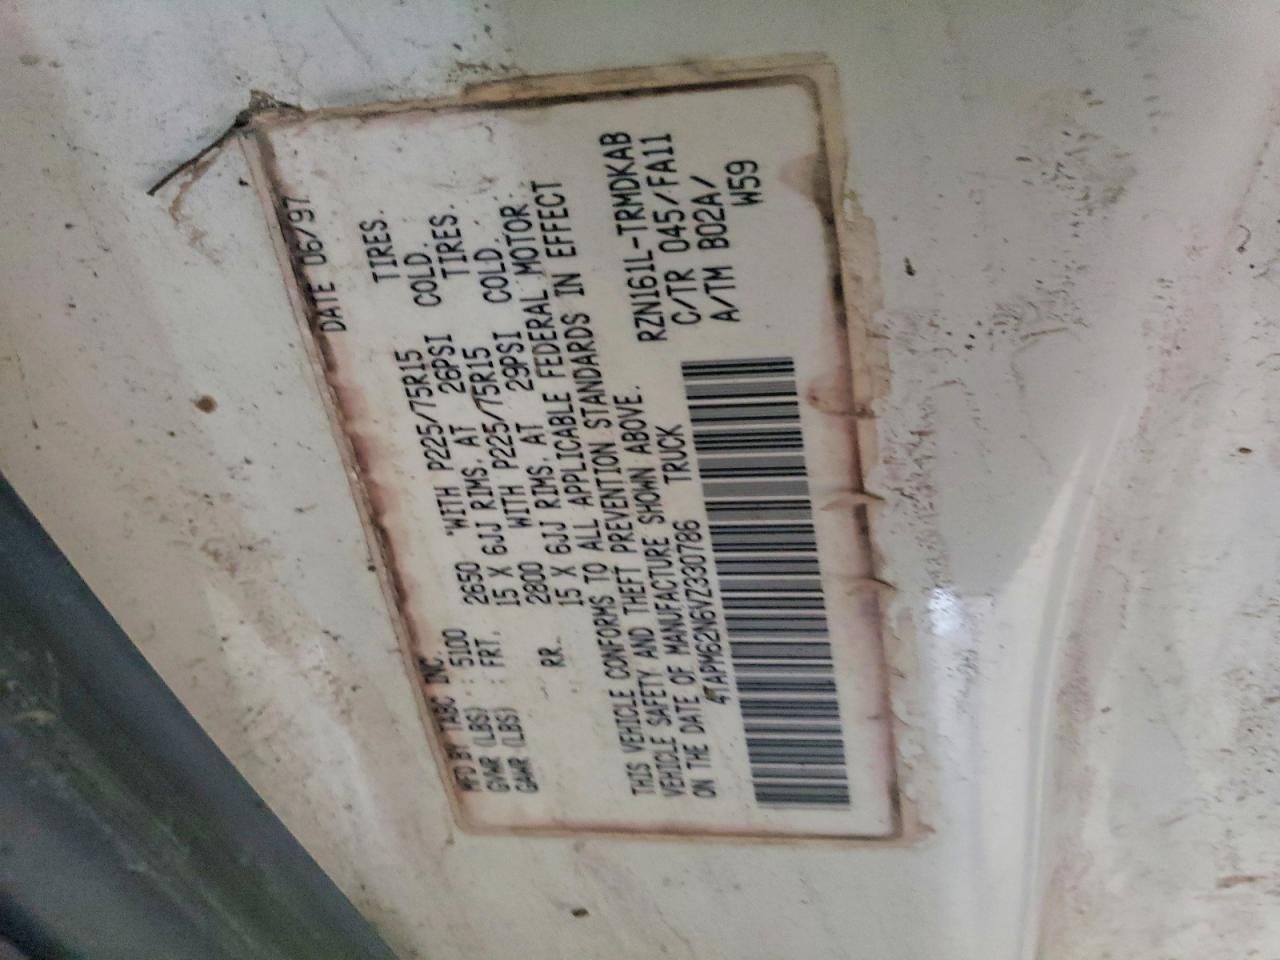 MFD BY TABC INC. DATE 06/97
GVWR (LBS) : 5100 TIRES.
GAWR (LBS) : FRT. 2650 WITH P225/75R15 TIRES.
15 X 6JJ RIMS. AT 26PSI COLD.
RR. 2800 WITH P225/75R15 TIRES.
15 X 6JJ RIMS. AT 29PSI COLD.
THIS VEHICLE CONFORMS TO ALL APPLICABLE FEDERAL MOTOR
VEHICLE SAFETY AND THEFT PREVENTION STANDARDS IN EFFECT
ON THE DATE OF MANUFACTURE SHOWN ABOVE.
4TAPM62N6VZ330786 TRUCK
RZN161L-TRMDKAB
C/TR 045/FA11
A/TM B02A/
W59